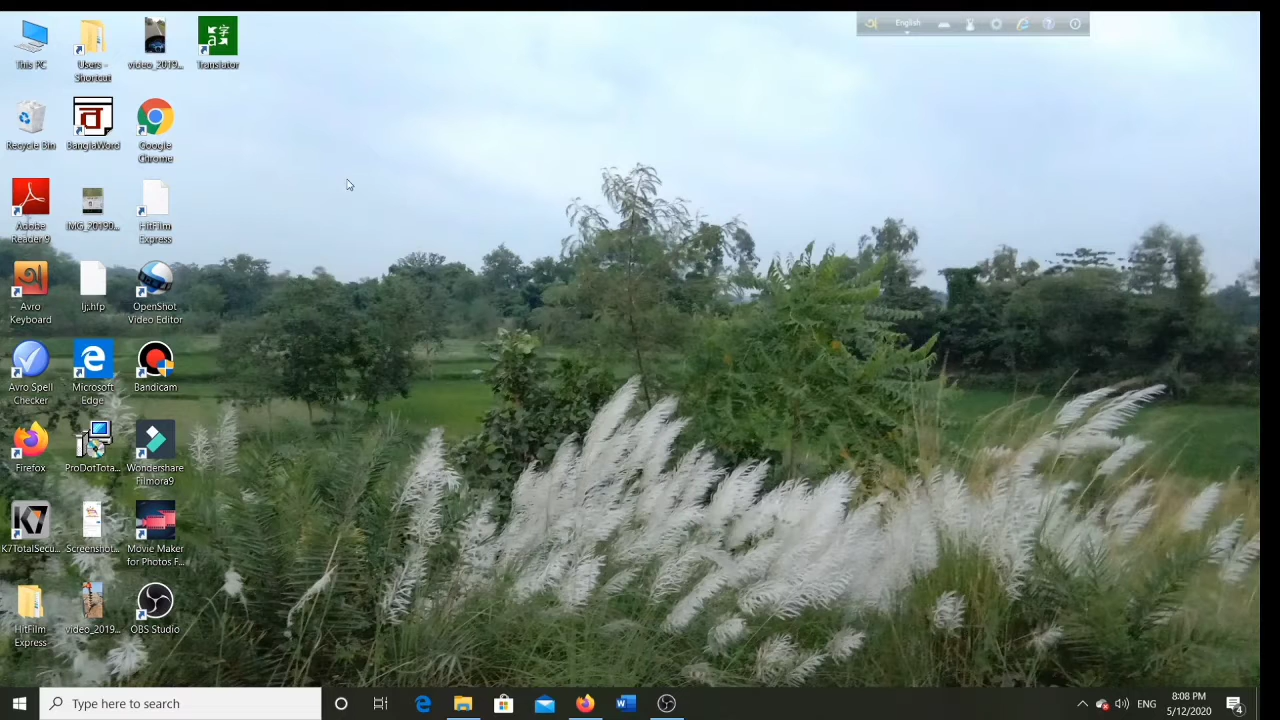 English
This PC
Users -
Shortcut
video_2019...
Translator
Recycle Bin
BanglaWord
Google
Chrome
Adobe
Reader 9
IMG_20190...
HitFilm
Express
Avro
Keyboard
lj;.hfp
OpenShot
Video Editor
Avro Spell
Checker
Microsoft
Edge
Bandicam
Firefox
ProDotTota...
Wondershare
Filmora9
K7TotalSecu...
Screenshot...
Movie Maker
for Photos F...
HitFilm
Express
video_2019...
OBS Studio
Type here to search
ENG
8:08 PM
5/12/2020
4